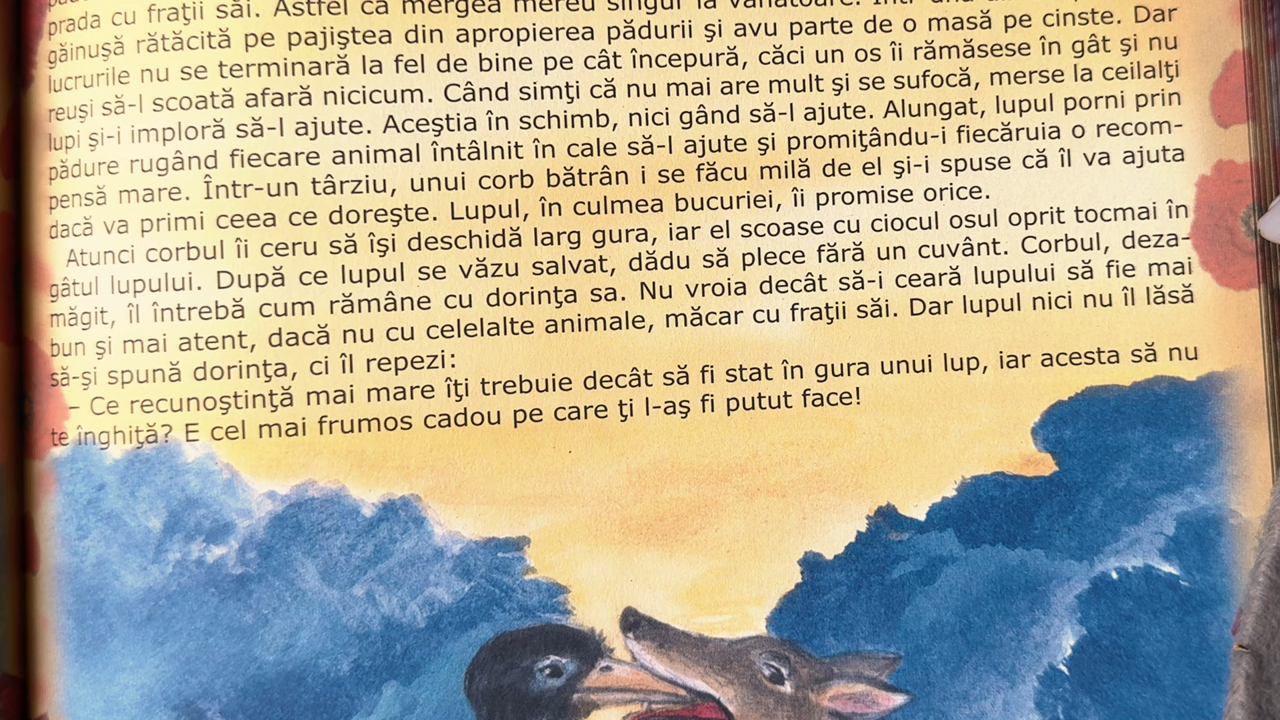 prada cu fraţii săi. Astfel că mergea mereu singur la vânătoare. Într-una
găinuşă rătăcită pe pajiştea din apropierea pădurii şi avu parte de o masă pe cinste. Dar
lucrurile nu se terminară la fel de bine pe cât începură, căci un os îi rămăsese în gât şi nu
reuşi să-l scoată afară nicicum. Când simţi că nu mai are mult şi se sufocă, merse la ceilalţi
lupi şi-i imploră să-l ajute. Aceştia în schimb, nici gând să-l ajute. Alungat, lupul porni prin
pădure rugând fiecare animal întâlnit în cale să-l ajute şi promiţându-i fiecăruia o recom-
pensă mare. Într-un târziu, unui corb bătrân i se făcu milă de el şi-i spuse că îl va ajuta
dacă va primi ceea ce doreşte. Lupul, în culmea bucuriei, îi promise orice.
Atunci corbul îi ceru să îşi deschidă larg gura, iar el scoase cu ciocul osul oprit tocmai în
gâtul lupului. După ce lupul se văzu salvat, dădu să plece fără un cuvânt. Corbul, deza-
măgit, îl întrebă cum rămâne cu dorinţa sa. Nu vroia decât să-i ceară lupului să fie mai
bun şi mai atent, dacă nu cu celelalte animale, măcar cu fraţii săi. Dar lupul nici nu îl lăsă
să-şi spună dorinţa, ci îl repezi:
– Ce recunoştinţă mai mare îţi trebuie decât să fi stat în gura unui lup, iar acesta să nu
te înghiţă? E cel mai frumos cadou pe care ţi l-aş fi putut face!